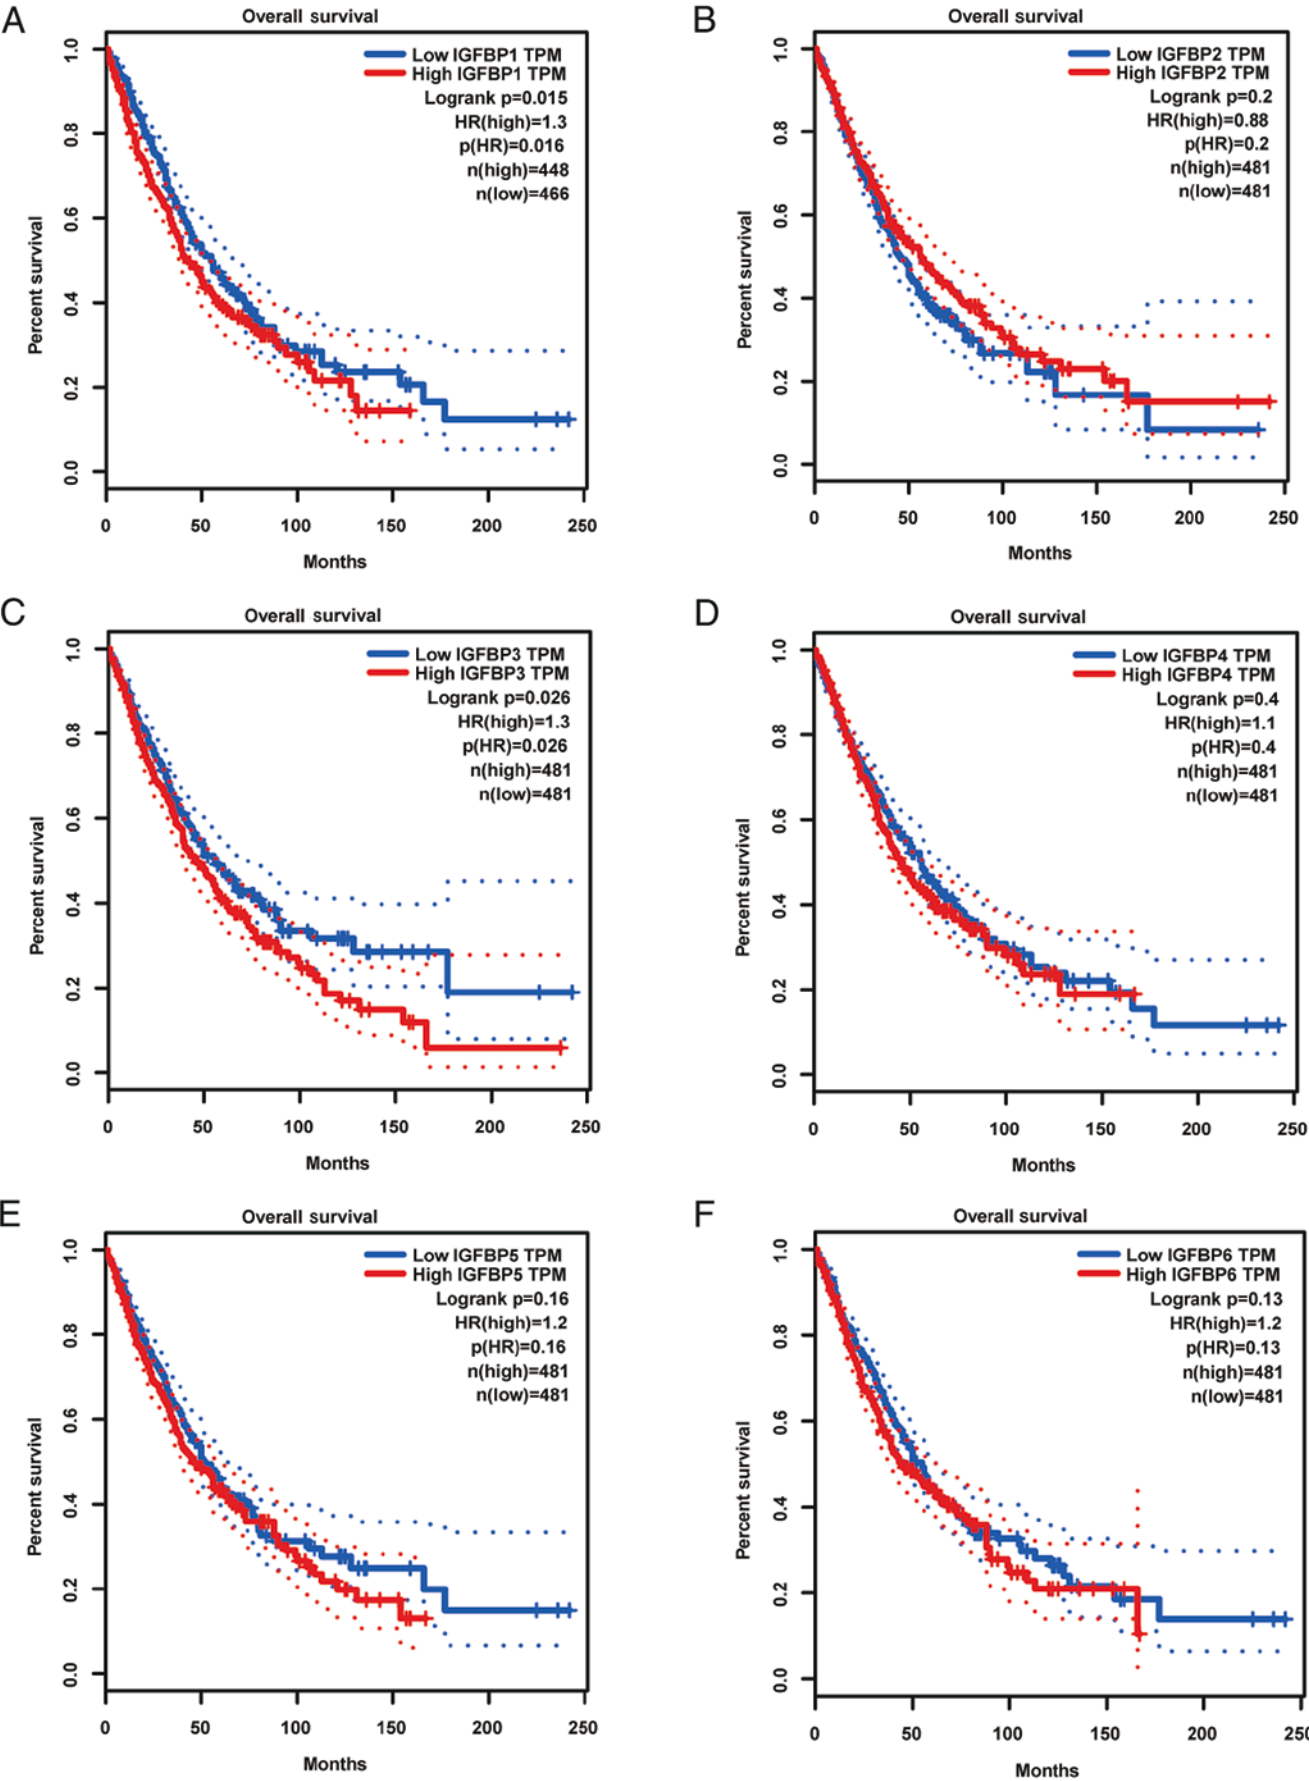 A
Overall survival
Low IGFBP1 TPM
High IGFBP1 TPM
Logrank p=0.015
HR(high)=1.3
p(HR)=0.016
n(high)=448
n(low)=466
Percent survival
1.0
0.8
0.6
0.4
0.2
0.0
0 50 100 150 200 250
Months
B
Overall survival
Low IGFBP2 TPM
High IGFBP2 TPM
Logrank p=0.2
HR(high)=0.88
p(HR)=0.2
n(high)=481
n(low)=481
Percent survival
1.0
0.8
0.6
0.4
0.2
0.0
0 50 100 150 200 250
Months
C
Overall survival
Low IGFBP3 TPM
High IGFBP3 TPM
Logrank p=0.026
HR(high)=1.3
p(HR)=0.026
n(high)=481
n(low)=481
Percent survival
1.0
0.8
0.6
0.4
0.2
0.0
0 50 100 150 200 250
Months
D
Overall survival
Low IGFBP4 TPM
High IGFBP4 TPM
Logrank p=0.4
HR(high)=1.1
p(HR)=0.4
n(high)=481
n(low)=481
Percent survival
1.0
0.8
0.6
0.4
0.2
0.0
0 50 100 150 200 250
Months
E
Overall survival
Low IGFBP5 TPM
High IGFBP5 TPM
Logrank p=0.16
HR(high)=1.2
p(HR)=0.16
n(high)=481
n(low)=481
Percent survival
1.0
0.8
0.6
0.4
0.2
0.0
0 50 100 150 200 250
Months
F
Overall survival
Low IGFBP6 TPM
High IGFBP6 TPM
Logrank p=0.13
HR(high)=1.2
p(HR)=0.13
n(high)=481
n(low)=481
Percent survival
1.0
0.8
0.6
0.4
0.2
0.0
0 50 100 150 200 250
Months